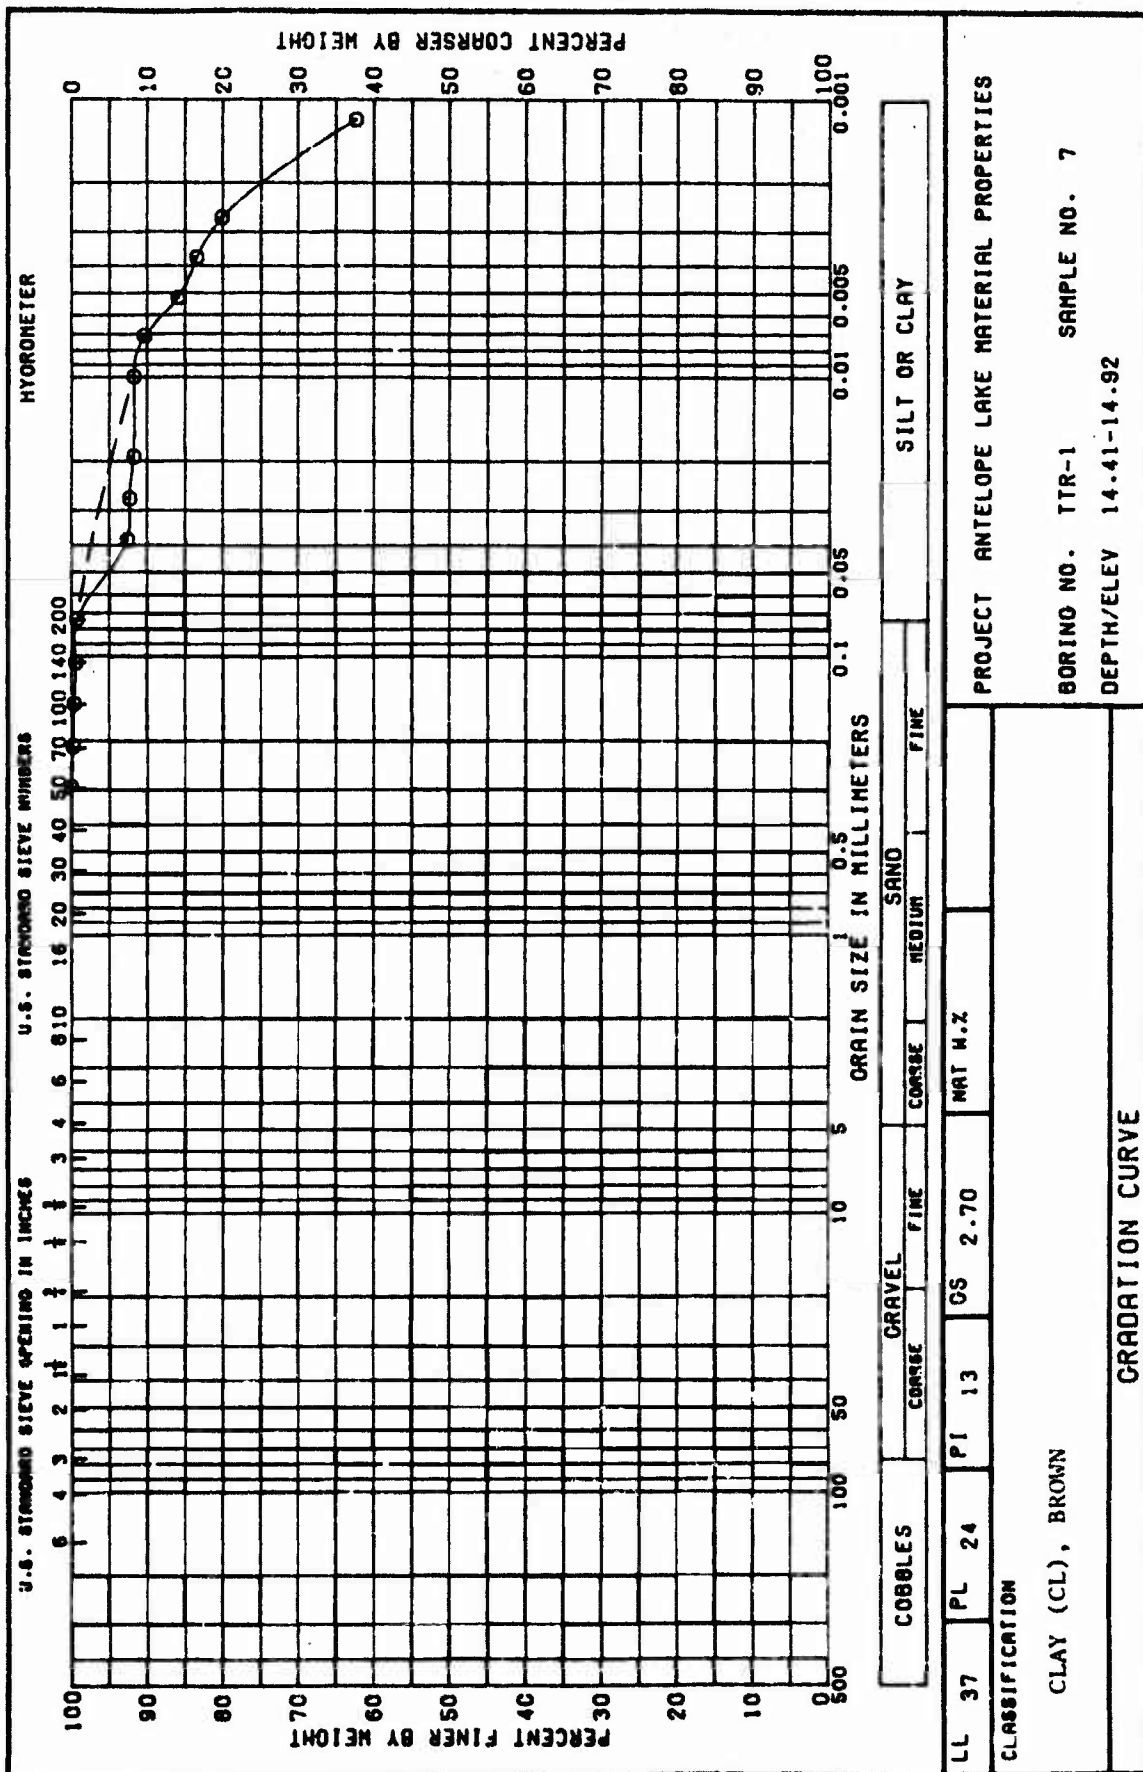 U.S. STANDARD SIEVE OPENING IN INCHES U.S. STANDARD SIEVE NUMBERS HYDROMETER
6 4 3 2 1½ 1 ¾ ½ ⅜ 3 4 6 8 10 16 20 30 40 50 70 100 140 200
PERCENT FINER BY WEIGHT
100
90
80
70
60
50
40
30
20
10
0
PERCENT COARSER BY WEIGHT
0
10
20
30
40
50
60
70
80
90
100
500 100 50 10 5 1 0.5 0.1 0.05 0.01 0.005 0.001
GRAIN SIZE IN MILLIMETERS
COBBLES GRAVEL SAND SILT OR CLAY
COARSE FINE COARSE MEDIUM FINE
LL 37 PL 24 PI 13 GS 2.70 NAT W.%
CLASSIFICATION
CLAY (CL), BROWN
PROJECT ANTELOPE LAKE MATERIAL PROPERTIES
BORING NO. TTR-1 SAMPLE NO. 7
DEPTH/ELEV 14.41-14.92
GRADATION CURVE